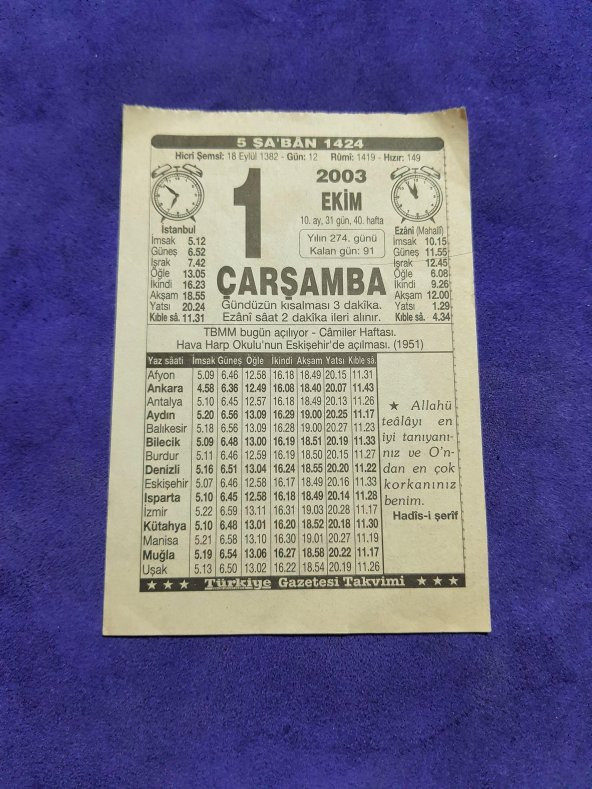 5 ŞA'BÂN 1424
Hicrî Şemsî: 18 Eylül 1382 - Gün: 12 Rûmî: 1419 - Hızır: 149
1
2003
EKİM
10. ay, 31 gün, 40. hafta
Yılın 274. günü
Kalan gün: 91
ÇARŞAMBA
Gündüzün kısalması 3 dakîka.
Ezânî sâat 2 dakîka ileri alınır.
İstanbul
İmsak 5.12
Güneş 6.52
İşrak 7.42
Öğle 13.05
İkindi 16.23
Akşam 18.55
Yatsı 20.24
Kıble sâ. 11.31
Ezânî (Mahallî)
İmsak 10.15
Güneş 11.55
İşrak 12.45
Öğle 6.08
İkindi 9.26
Akşam 12.00
Yatsı 1.29
Kıble sâ. 4.34
TBMM bugün açılıyor - Câmiler Haftası.
Hava Harp Okulu'nun Eskişehir'de açılması. (1951)
Yaz sâati İmsak Güneş Öğle İkindi Akşam Yatsı Kıble sâ.
Afyon 5.09 6.46 12.58 16.18 18.49 20.15 11.31
Ankara 4.58 6.36 12.49 16.08 18.40 20.07 11.43
Antalya 5.10 6.45 12.57 16.18 18.49 20.13 11.26
Aydın 5.20 6.56 13.09 16.29 19.00 20.25 11.17
Balıkesir 5.18 6.56 13.09 16.28 19.00 20.27 11.23
Bilecik 5.09 6.48 13.00 16.19 18.51 20.19 11.33
Burdur 5.11 6.46 12.59 16.19 18.50 20.15 11.27
Denizli 5.16 6.51 13.04 16.24 18.55 20.20 11.22
Eskişehir 5.07 6.46 12.58 16.17 18.49 20.16 11.33
Isparta 5.10 6.45 12.58 16.18 18.49 20.14 11.28
İzmir 5.22 6.59 13.11 16.31 19.03 20.28 11.17
Kütahya 5.10 6.48 13.01 16.20 18.52 20.18 11.30
Manisa 5.21 6.58 13.10 16.30 19.01 20.27 11.19
Muğla 5.19 6.54 13.06 16.27 18.58 20.22 11.17
Uşak 5.13 6.50 13.02 16.22 18.54 20.19 11.26
★ Allahü
teâlâyı en
iyi tanıyanı-
nız ve O'n-
dan en çok
korkanınız
benim.
Hadîs-i şerîf
★ ★ ★ Türkiye Gazetesi Takvimi ★ ★ ★